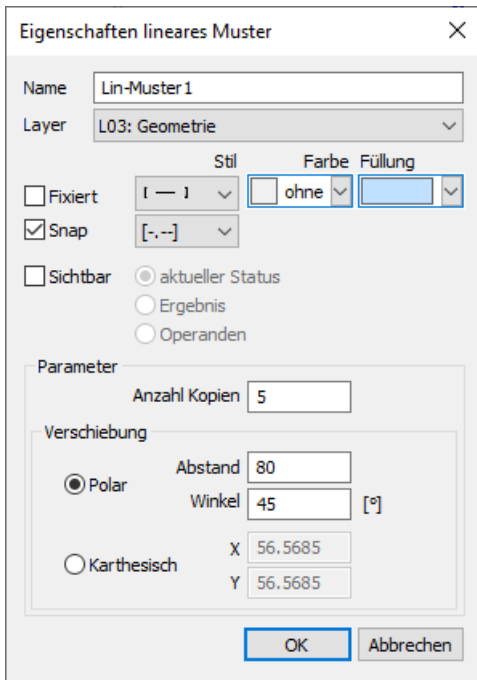 Eigenschaften lineares Muster
Name Lin-Muster1
Layer L03: Geometrie
Stil Farbe Füllung
Fixiert [ — ] ohne
Snap [-.--]
Sichtbar aktueller Status
Ergebnis
Operanden
Parameter
Anzahl Kopien 5
Verschiebung
Polar Abstand 80
Winkel 45 [º]
Karthesisch X 56.5685
Y 56.5685
OK Abbrechen